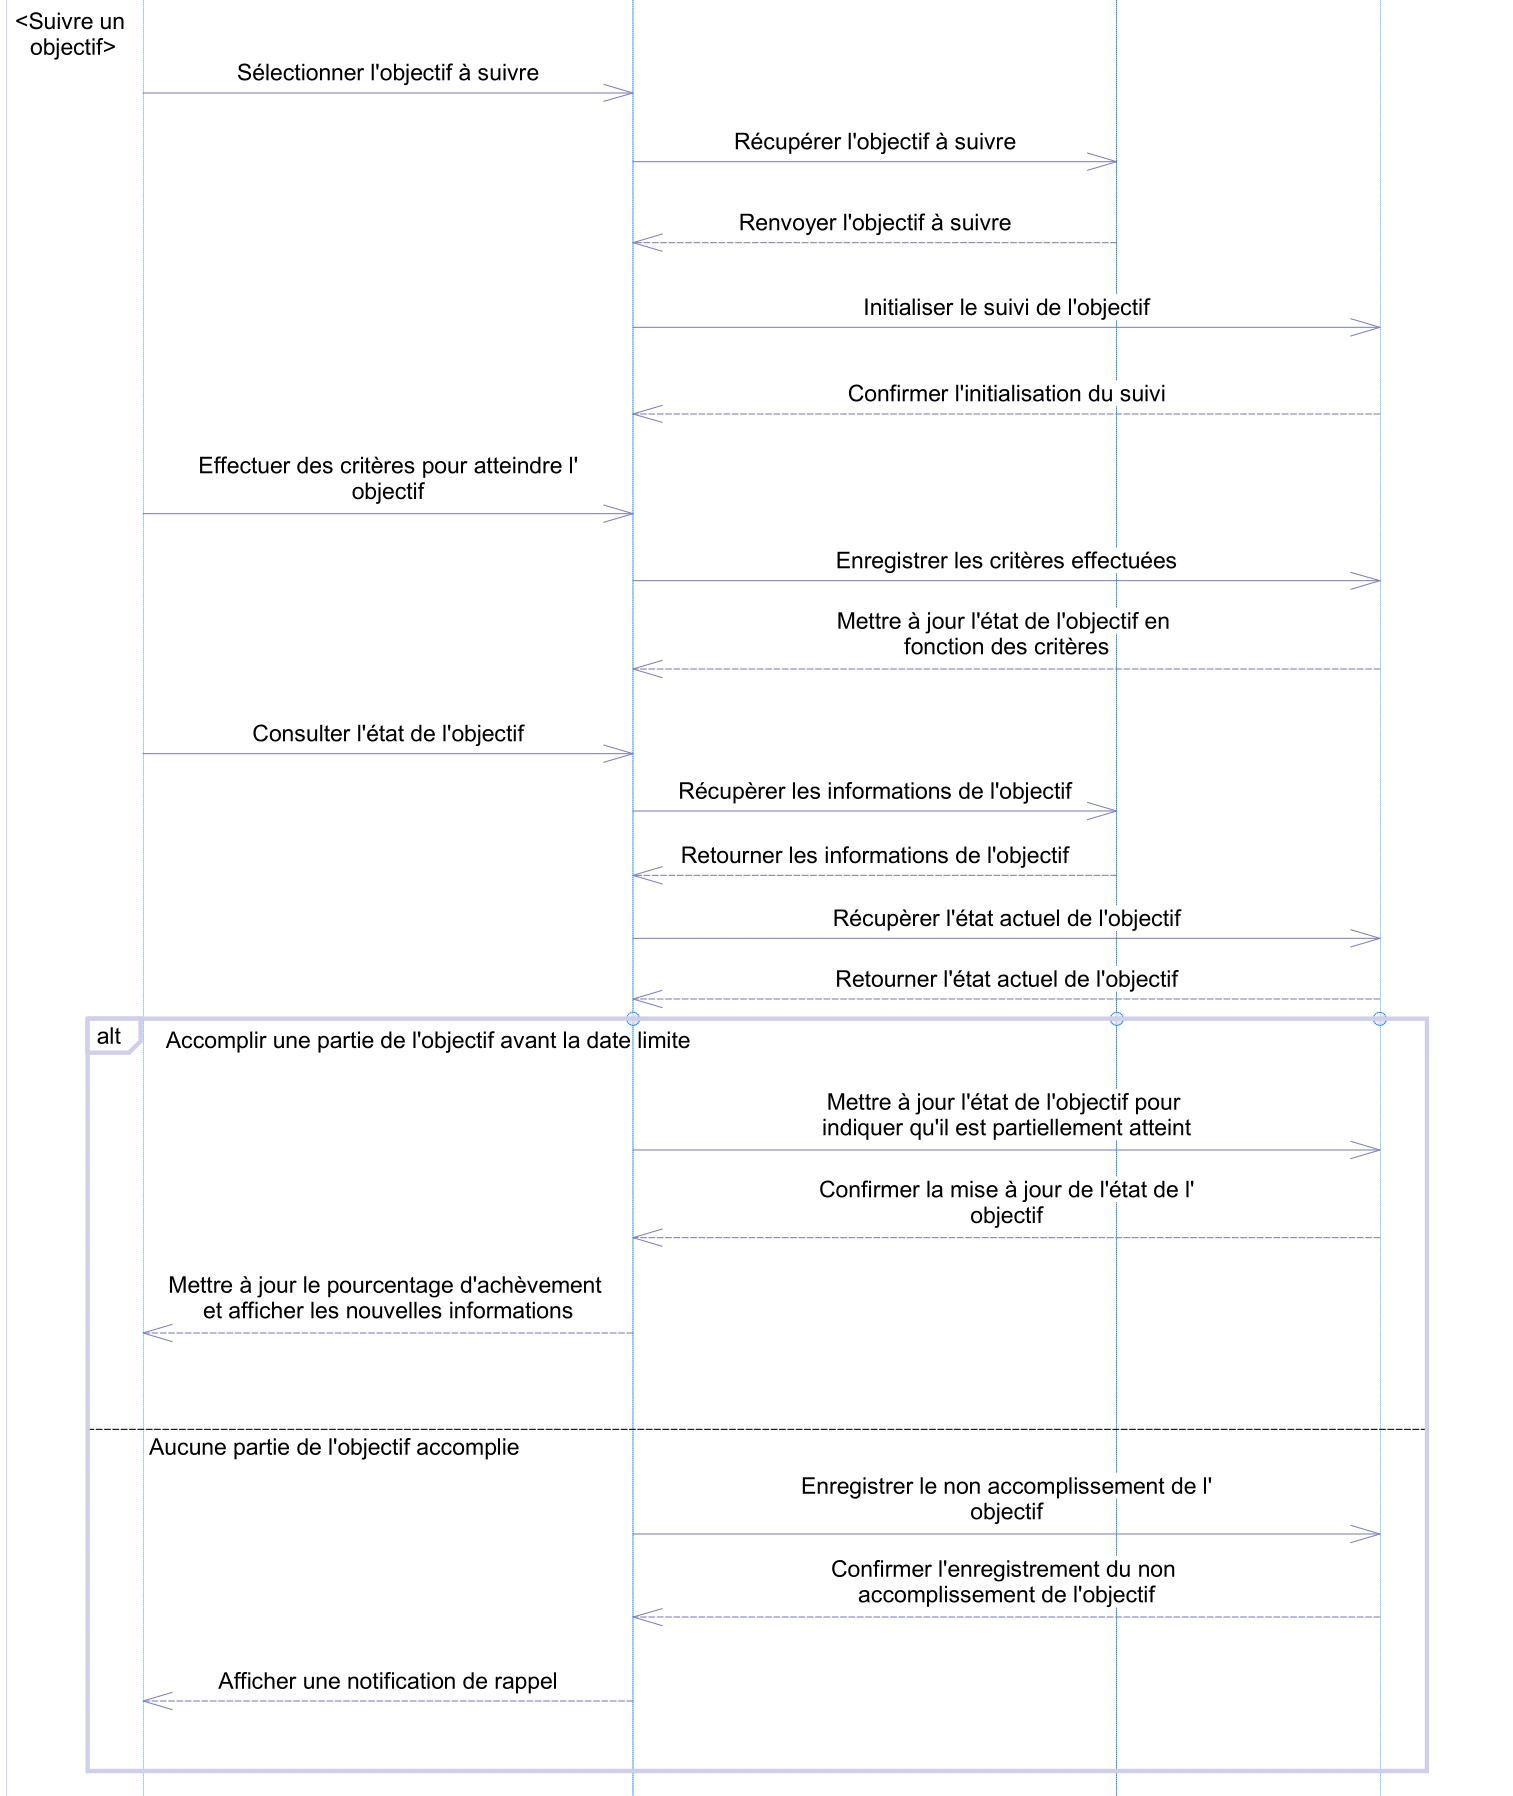 <Suivre un
objectif>
Sélectionner l'objectif à suivre
Récupérer l'objectif à suivre
Renvoyer l'objectif à suivre
Initialiser le suivi de l'objectif
Confirmer l'initialisation du suivi
Effectuer des critères pour atteindre l'
objectif
Enregistrer les critères effectuées
Mettre à jour l'état de l'objectif en
fonction des critères
Consulter l'état de l'objectif
Récupèrer les informations de l'objectif
Retourner les informations de l'objectif
Récupèrer l'état actuel de l'objectif
Retourner l'état actuel de l'objectif
alt
Accomplir une partie de l'objectif avant la date limite
Mettre à jour l'état de l'objectif pour
indiquer qu'il est partiellement atteint
Confirmer la mise à jour de l'état de l'
objectif
Mettre à jour le pourcentage d'achèvement
et afficher les nouvelles informations
Aucune partie de l'objectif accomplie
Enregistrer le non accomplissement de l'
objectif
Confirmer l'enregistrement du non
accomplissement de l'objectif
Afficher une notification de rappel